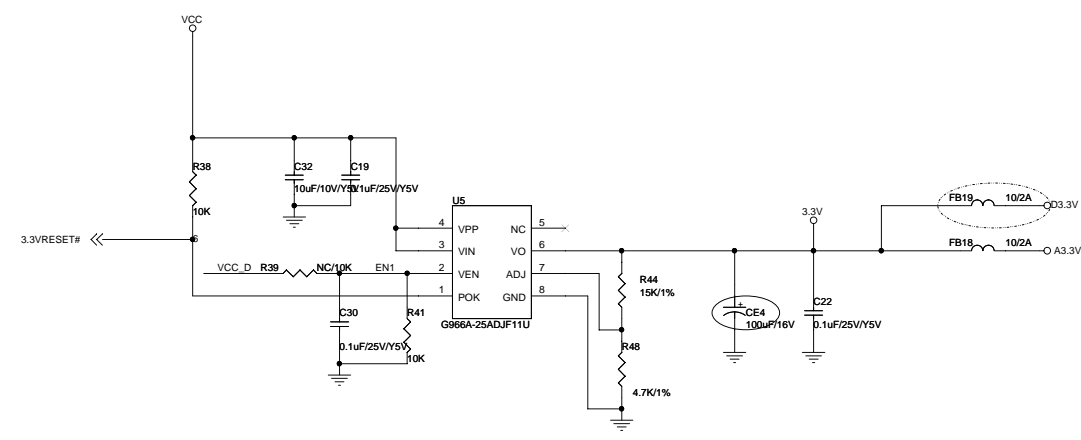 VCC
R38
10K
C32
10uF/10V/Y5V
C19
0.1uF/25V/Y5V
3.3VRESET#
6
VCC_D
R39
NC/10K
EN1
C30
0.1uF/25V/Y5V
R41
10K
U5
4
VPP
3
VIN
2
VEN
1
POK
NC
5
VO
6
ADJ
7
GND
8
G966A-25ADJF11U
R44
15K/1%
R48
4.7K/1%
+
CE4
100uF/16V
3.3V
C22
0.1uF/25V/Y5V
FB19
10/2A
D3.3V
FB18
10/2A
A3.3V